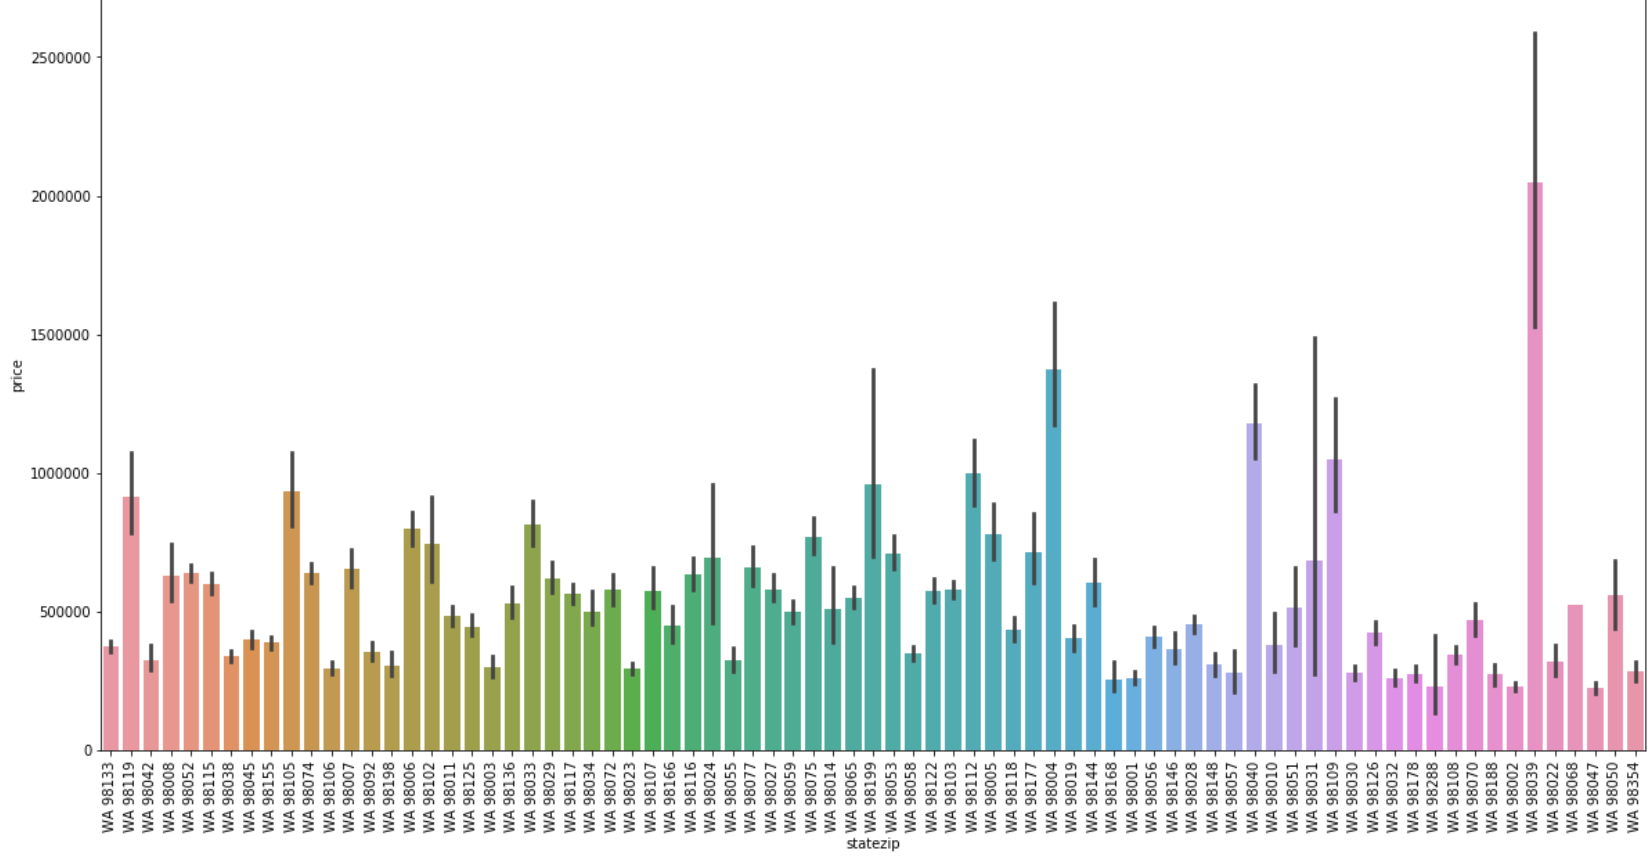 2500000
2000000
1500000
1000000
500000
0
price
WA 98133
WA 98119
WA 98042
WA 98008
WA 98052
WA 98115
WA 98038
WA 98045
WA 98155
WA 98105
WA 98074
WA 98106
WA 98007
WA 98092
WA 98198
WA 98006
WA 98102
WA 98011
WA 98125
WA 98003
WA 98136
WA 98033
WA 98029
WA 98117
WA 98034
WA 98072
WA 98023
WA 98107
WA 98166
WA 98116
WA 98024
WA 98055
WA 98077
WA 98027
WA 98059
WA 98075
WA 98014
WA 98065
WA 98199
WA 98053
WA 98058
WA 98122
WA 98103
WA 98112
WA 98005
WA 98118
WA 98177
WA 98004
WA 98019
WA 98144
WA 98168
WA 98001
WA 98056
WA 98146
WA 98028
WA 98148
WA 98057
WA 98040
WA 98010
WA 98051
WA 98031
WA 98109
WA 98030
WA 98126
WA 98032
WA 98178
WA 98288
WA 98108
WA 98070
WA 98188
WA 98002
WA 98039
WA 98022
WA 98068
WA 98047
WA 98050
WA 98354
statezip